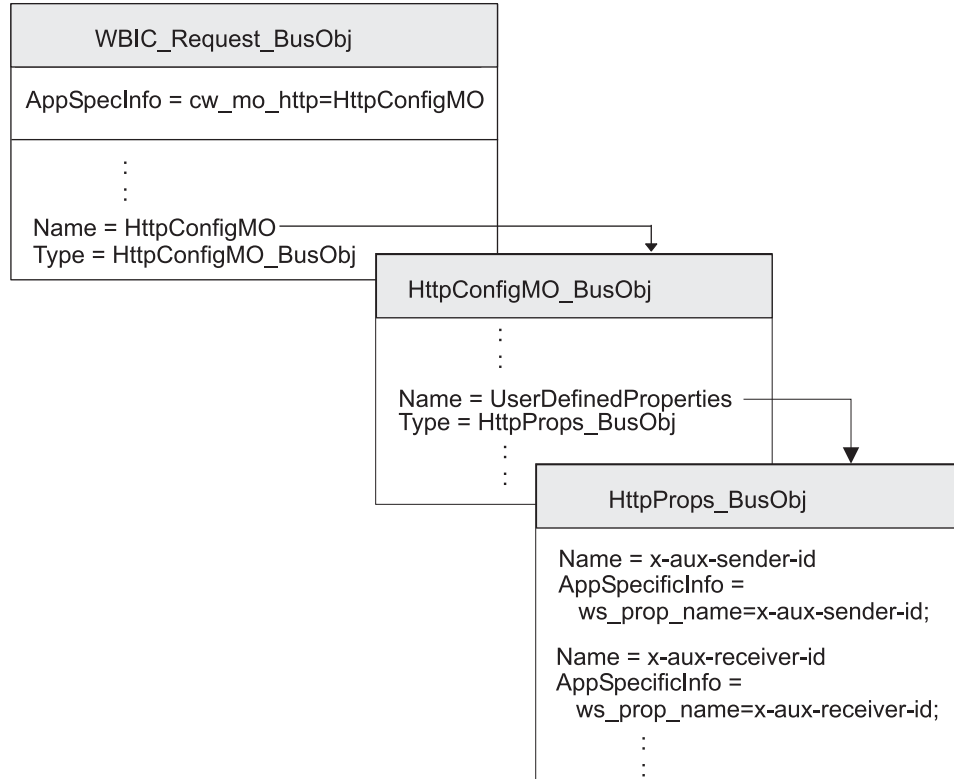 WBIC_Request_BusObj
AppSpecInfo = cw_mo_http=HttpConfigMO
Name = HttpConfigMO
Type = HttpConfigMO_BusObj
HttpConfigMO_BusObj
Name = UserDefinedProperties
Type = HttpProps_BusObj
HttpProps_BusObj
Name = x-aux-sender-id
AppSpecificInfo =
ws_prop_name=x-aux-sender-id;
Name = x-aux-receiver-id
AppSpecificInfo =
ws_prop_name=x-aux-receiver-id;